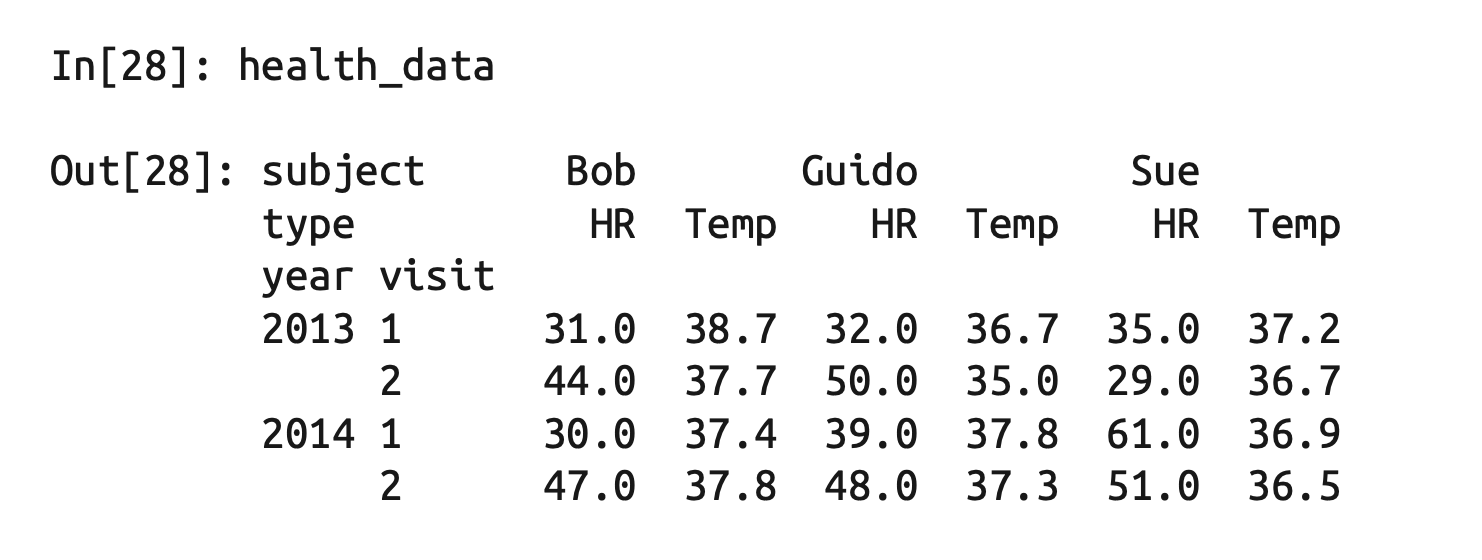 In[28]: health_data
Out[28]: subject      Bob       Guido         Sue
         type          HR  Temp    HR  Temp    HR  Temp
         year visit
         2013 1      31.0  38.7  32.0  36.7  35.0  37.2
              2      44.0  37.7  50.0  35.0  29.0  36.7
         2014 1      30.0  37.4  39.0  37.8  61.0  36.9
              2      47.0  37.8  48.0  37.3  51.0  36.5